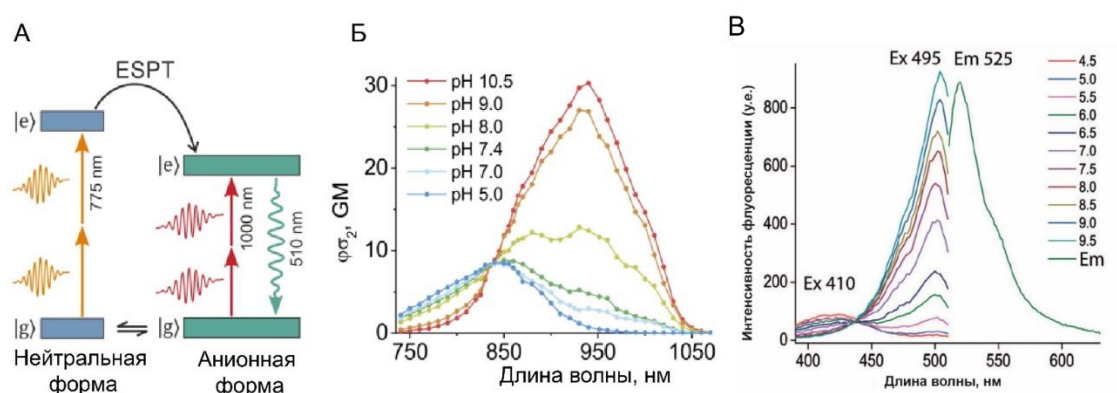 А
ESPT
|e⟩
775 nm
|e⟩
1000 nm
510 nm
|g⟩
|g⟩
Нейтральная
форма
Анионная
форма
Б
φσ₂, GM
30
20
10
0
pH 10.5
pH 9.0
pH 8.0
pH 7.4
pH 7.0
pH 5.0
750
850
950
1050
Длина волны, нм
В
Ex 495
Em 525
Ex 410
Интенсивность флуоресценции (у.е.)
800
600
400
200
0
400
450
500
550
600
Длина волны, нм
4.5
5.0
5.5
6.0
6.5
7.0
7.5
8.0
8.5
9.0
9.5
Em